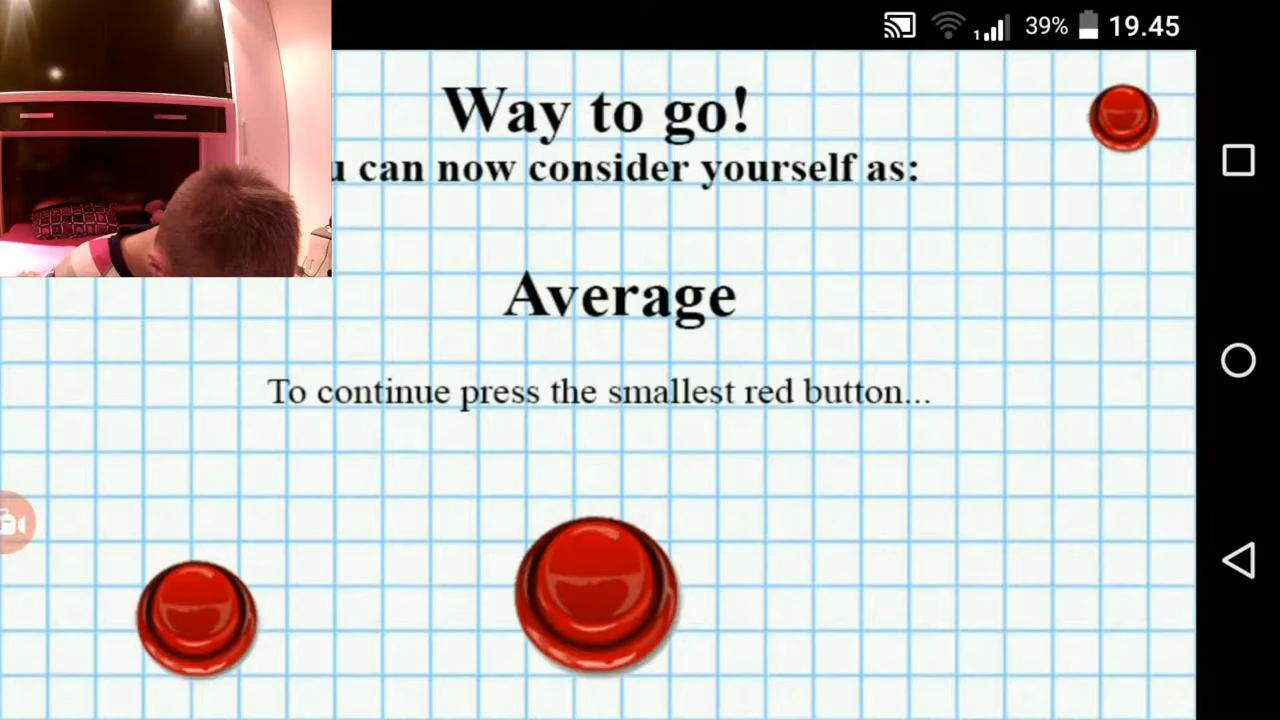 1 39% 19.45
Way to go!
u can now consider yourself as:
Average
To continue press the smallest red button...